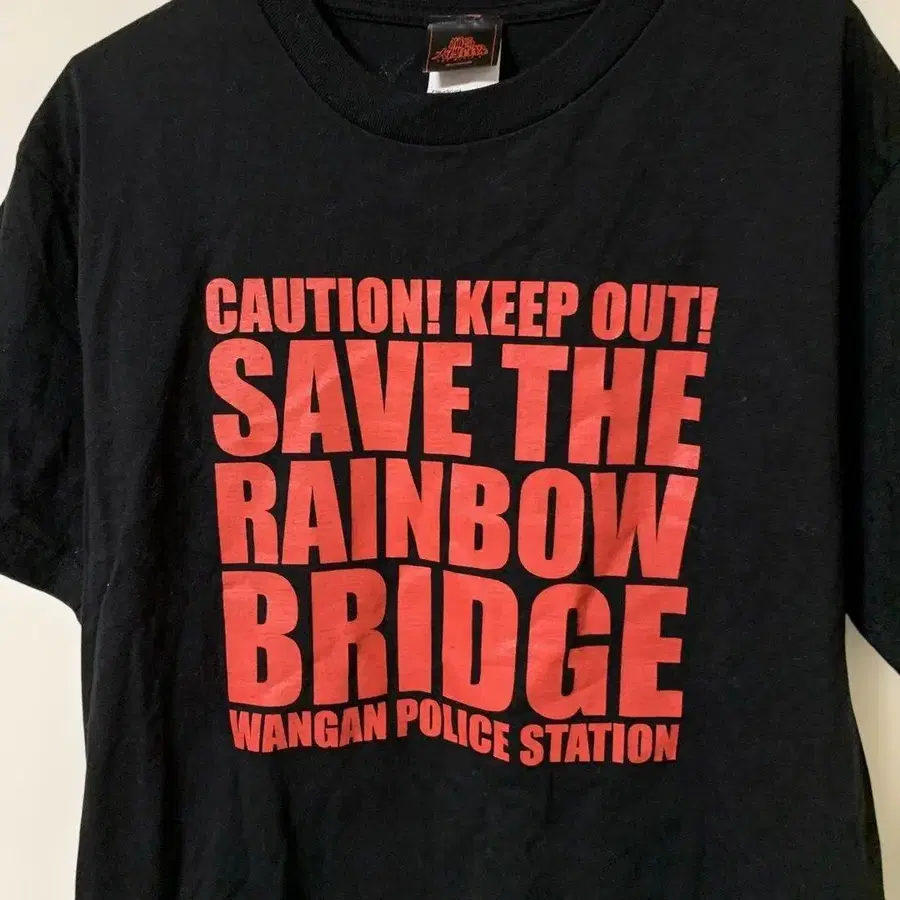 CAUTION! KEEP OUT!
SAVE THE
RAINBOW
BRIDGE
WANGAN POLICE STATION